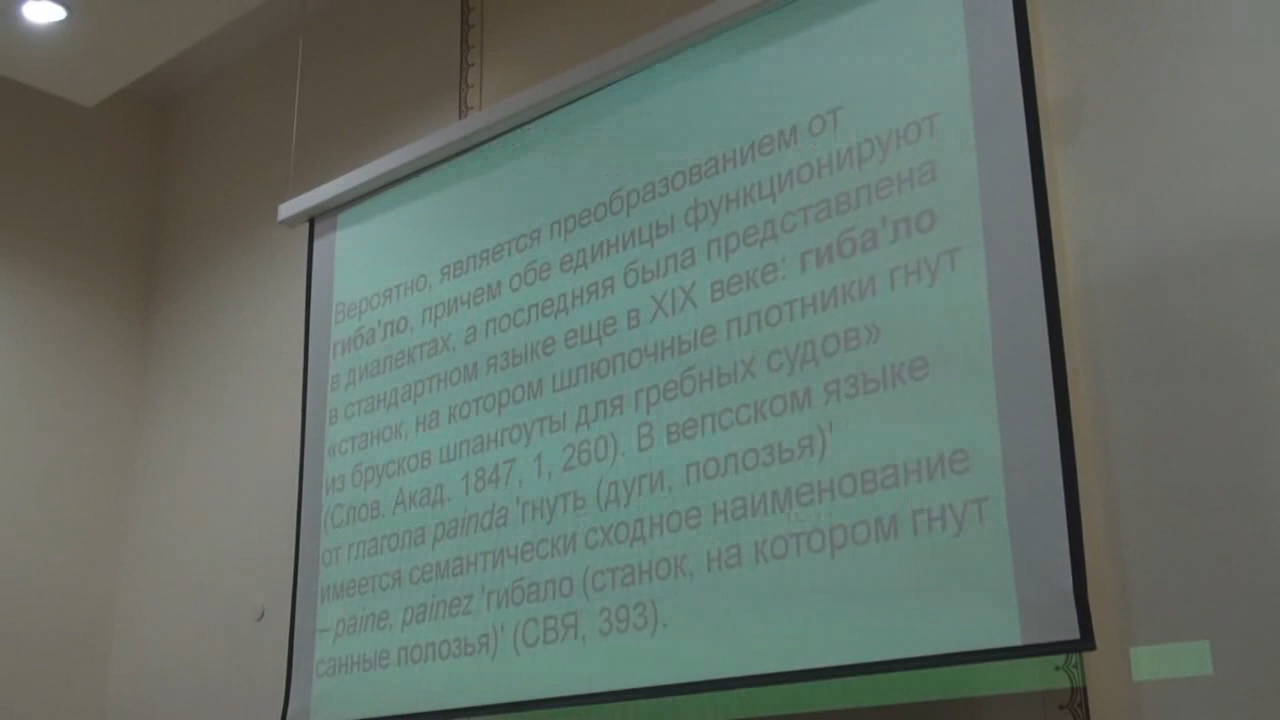 Вероятно, является преобразованием от
гиба'ло, причем обе единицы функционируют
в диалектах, а последняя была представлена
в стандартном языке еще в XIX веке: гиба'ло
«станок, на котором шлюпочные плотники гнут
из брусков шпангоуты для гребных судов»
(Слов. Акад. 1847, 1, 260). В вепсском языке
от глагола painda 'гнуть (дуги, полозья)'
имеется семантически сходное наименование
– paine, painez 'гибало (станок, на котором гнут
санные полозья)' (СВЯ, 393).